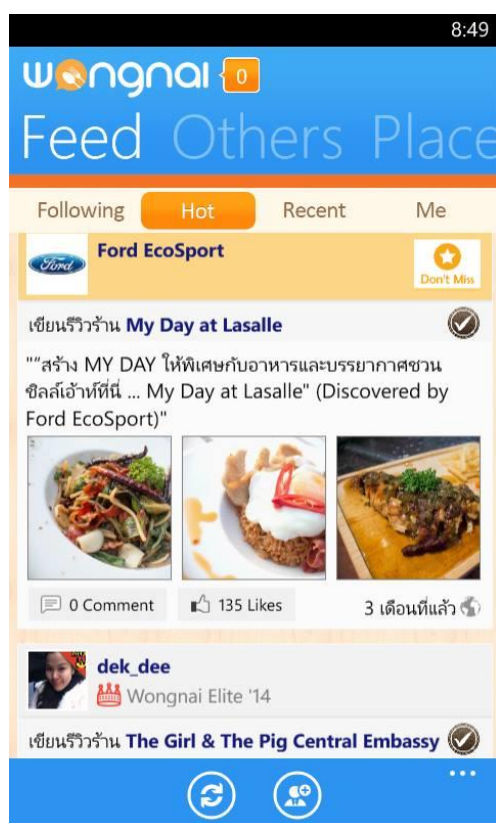 8:49
wongnai 0
Feed Others Place
Following Hot Recent Me
Ford
Ford EcoSport
Don't Miss
เขียนรีวิวร้าน My Day at Lasalle
"“สร้าง MY DAY ให้พิเศษกับอาหารและบรรยากาศชวน
ชิลล์เอ้าท์ที่นี่ ... My Day at Lasalle" (Discovered by
Ford EcoSport)"
0 Comment 135 Likes 3 เดือนที่แล้ว
dek_dee
Wongnai Elite '14
เขียนรีวิวร้าน The Girl & The Pig Central Embassy